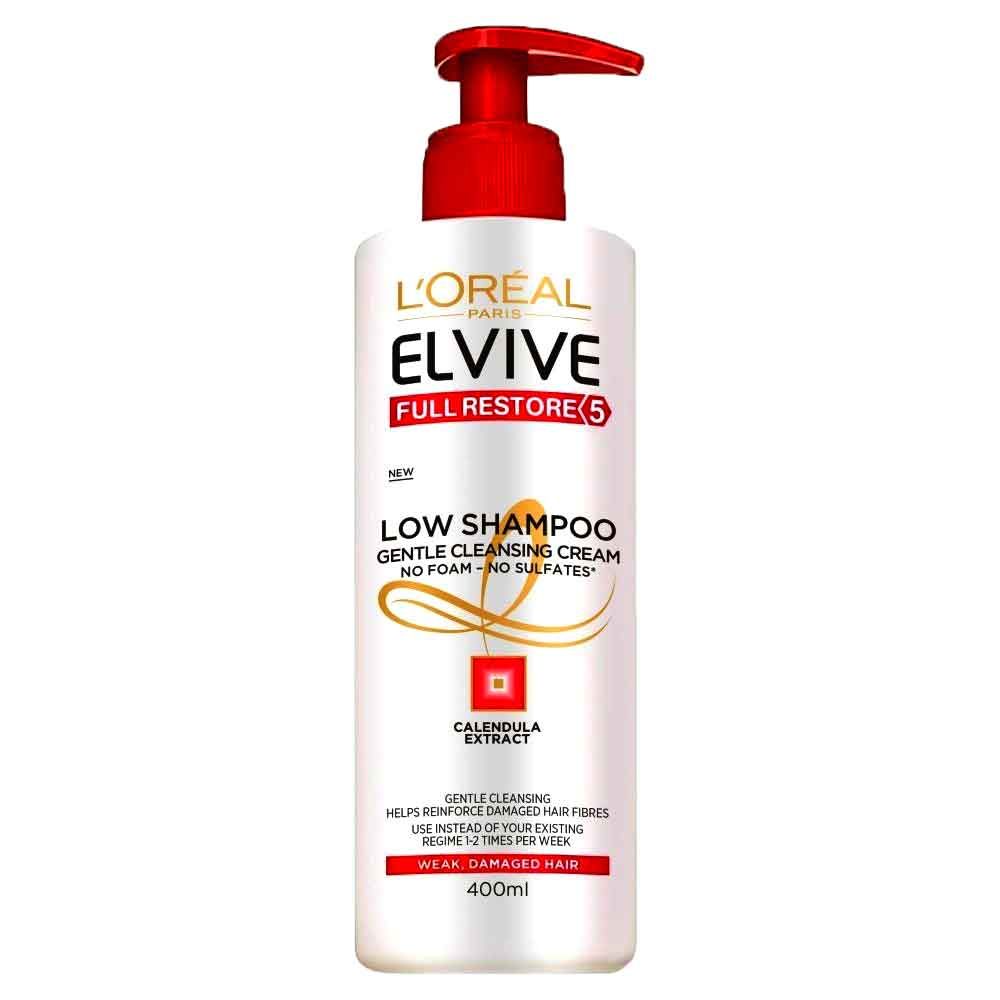 L'ORÉAL
PARIS
ELVIVE
FULL RESTORE 5
NEW
LOW SHAMPOO
GENTLE CLEANSING CREAM
NO FOAM – NO SULFATES*
CALENDULA
EXTRACT
GENTLE CLEANSING
HELPS REINFORCE DAMAGED HAIR FIBRES
USE INSTEAD OF YOUR EXISTING
REGIME 1-2 TIMES PER WEEK
WEAK, DAMAGED HAIR
400ml